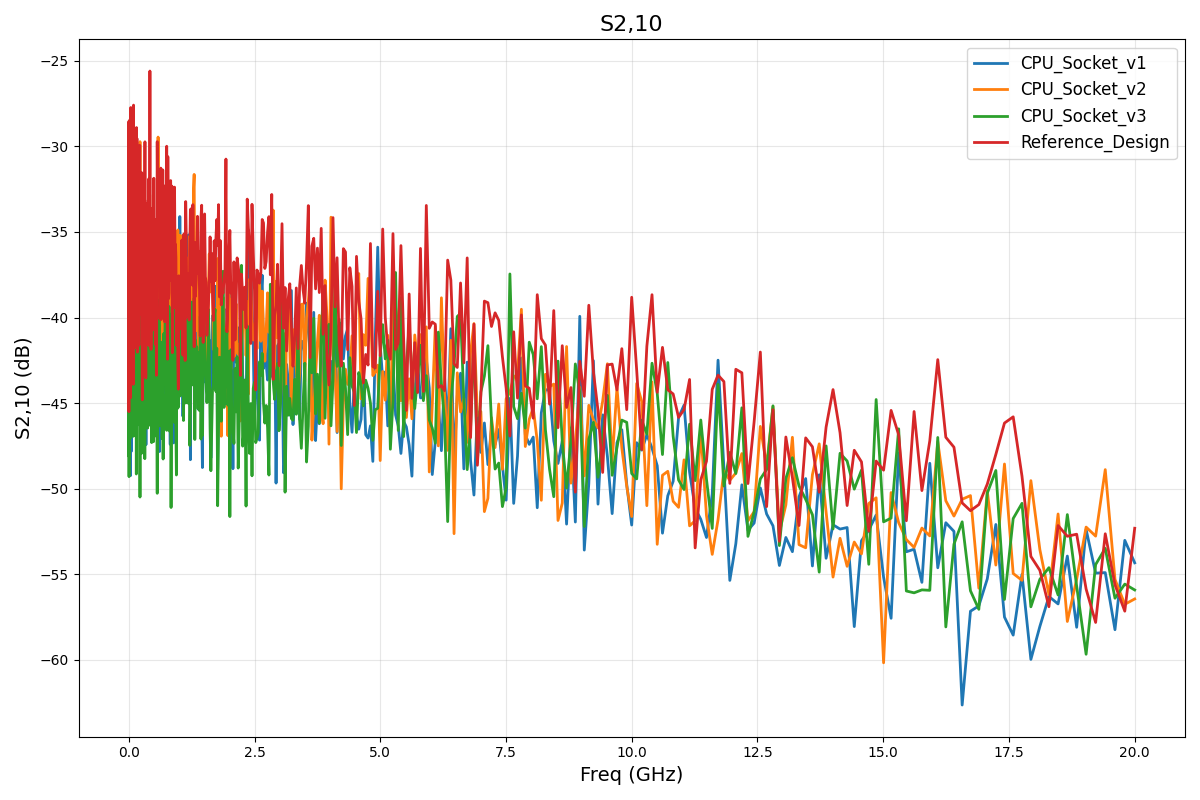 S2,10
S2,10 (dB)
−25
−30
−35
−40
−45
−50
−55
−60
0.0
2.5
5.0
7.5
10.0
12.5
15.0
17.5
20.0
Freq (GHz)
CPU_Socket_v1
CPU_Socket_v2
CPU_Socket_v3
Reference_Design